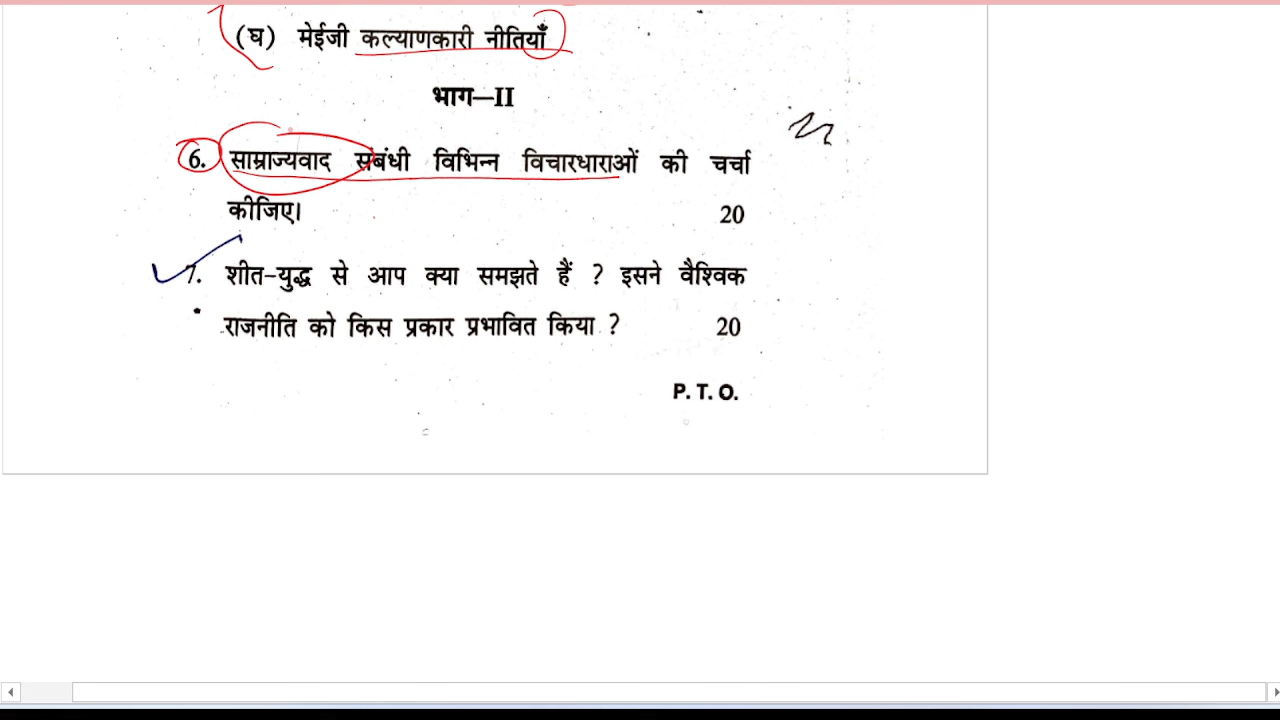 (घ) मेईजी कल्याणकारी नीतियाँ
भाग—II
6. साम्राज्यवाद संबंधी विभिन्न विचारधाराओं की चर्चा
कीजिए। 20
7. शीत-युद्ध से आप क्या समझते हैं ? इसने वैश्विक
राजनीति को किस प्रकार प्रभावित किया ? 20
P. T. O.